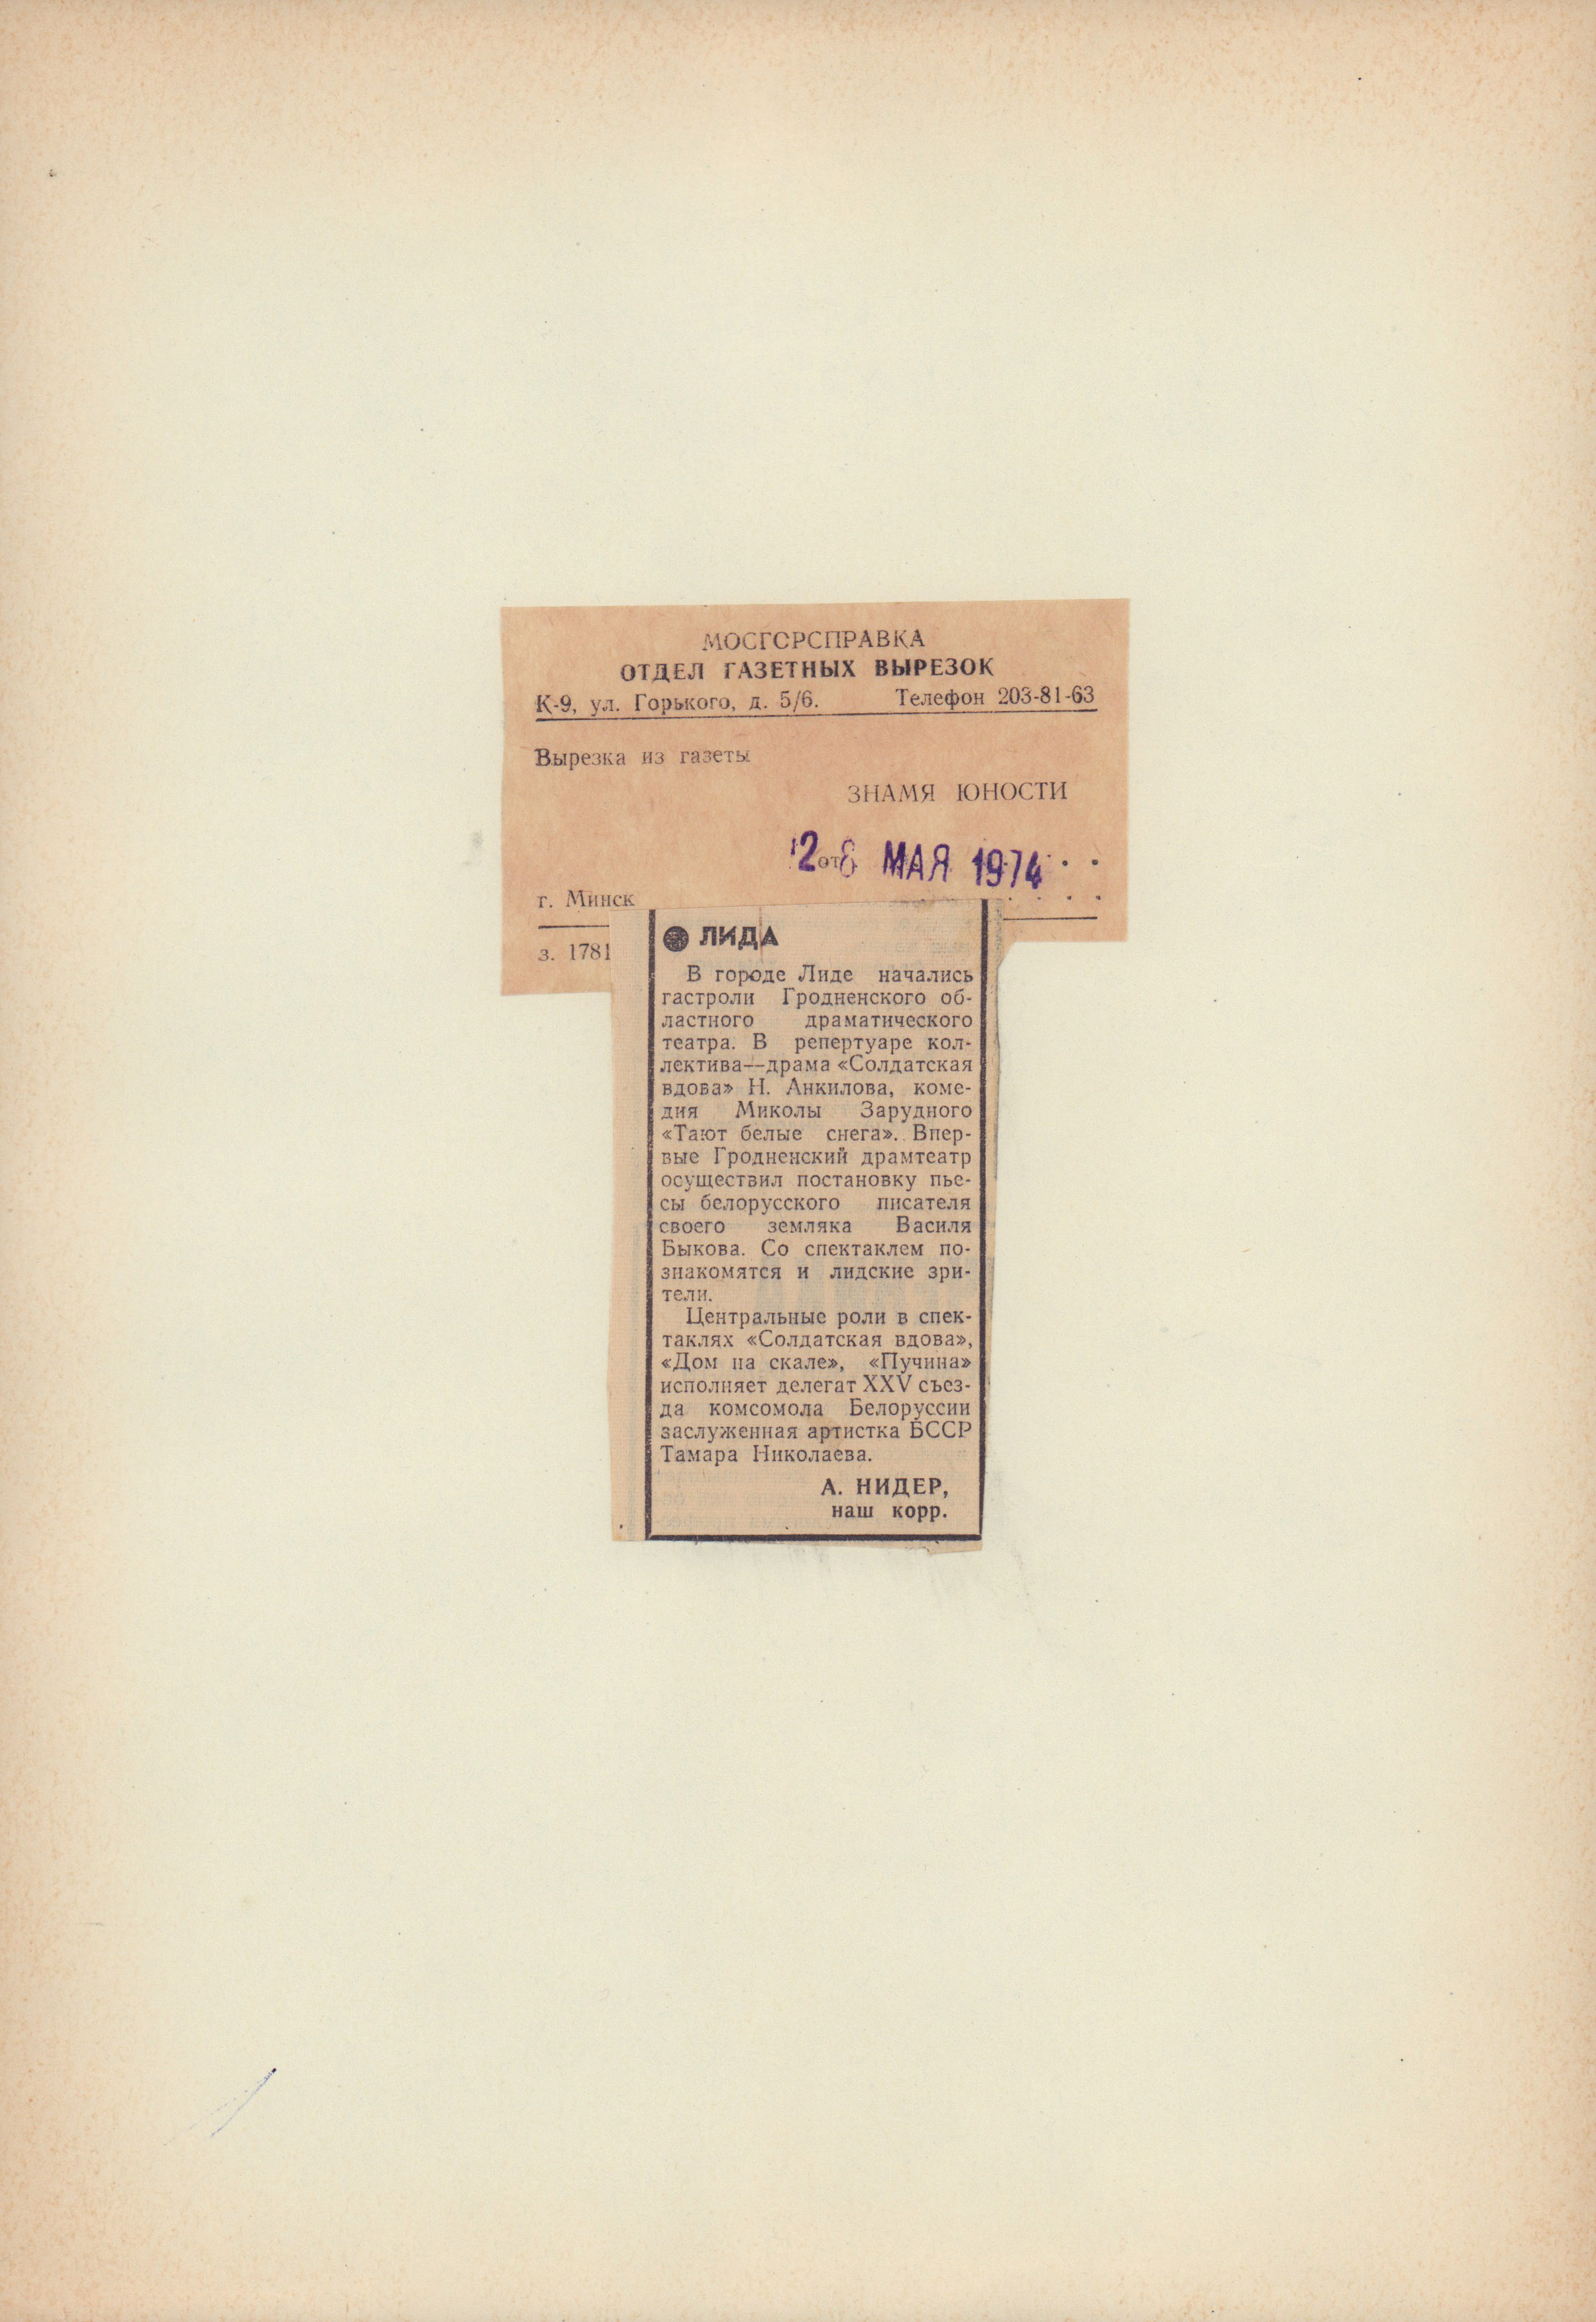 МОСГОРСПРАВКА
ОТДЕЛ ГАЗЕТНЫХ ВЫРЕЗОК
К-9, ул. Горького, д. 5/6. Телефон 203-81-63
Вырезка из газеты
ЗНАМЯ ЮНОСТИ
от 28 МАЯ 1974
г. Минск
з. 1781
ЛИДА
В городе Лиде начались
гастроли Гродненского об-
ластного драматического
театра. В репертуаре кол-
лектива—драма «Солдатская
вдова» Н. Анкилова, коме-
дия Миколы Зарудного
«Тают белые снега». Впер-
вые Гродненский драмтеатр
осуществил постановку пье-
сы белорусского писателя
своего земляка Василя
Быкова. Со спектаклем по-
знакомятся и лидские зри-
тели.
Центральные роли в спек-
таклях «Солдатская вдова»,
«Дом на скале», «Пучина»
исполняет делегат XXV съез-
да комсомола Белоруссии
заслуженная артистка БССР
Тамара Николаева.
А. НИДЕР,
наш корр.